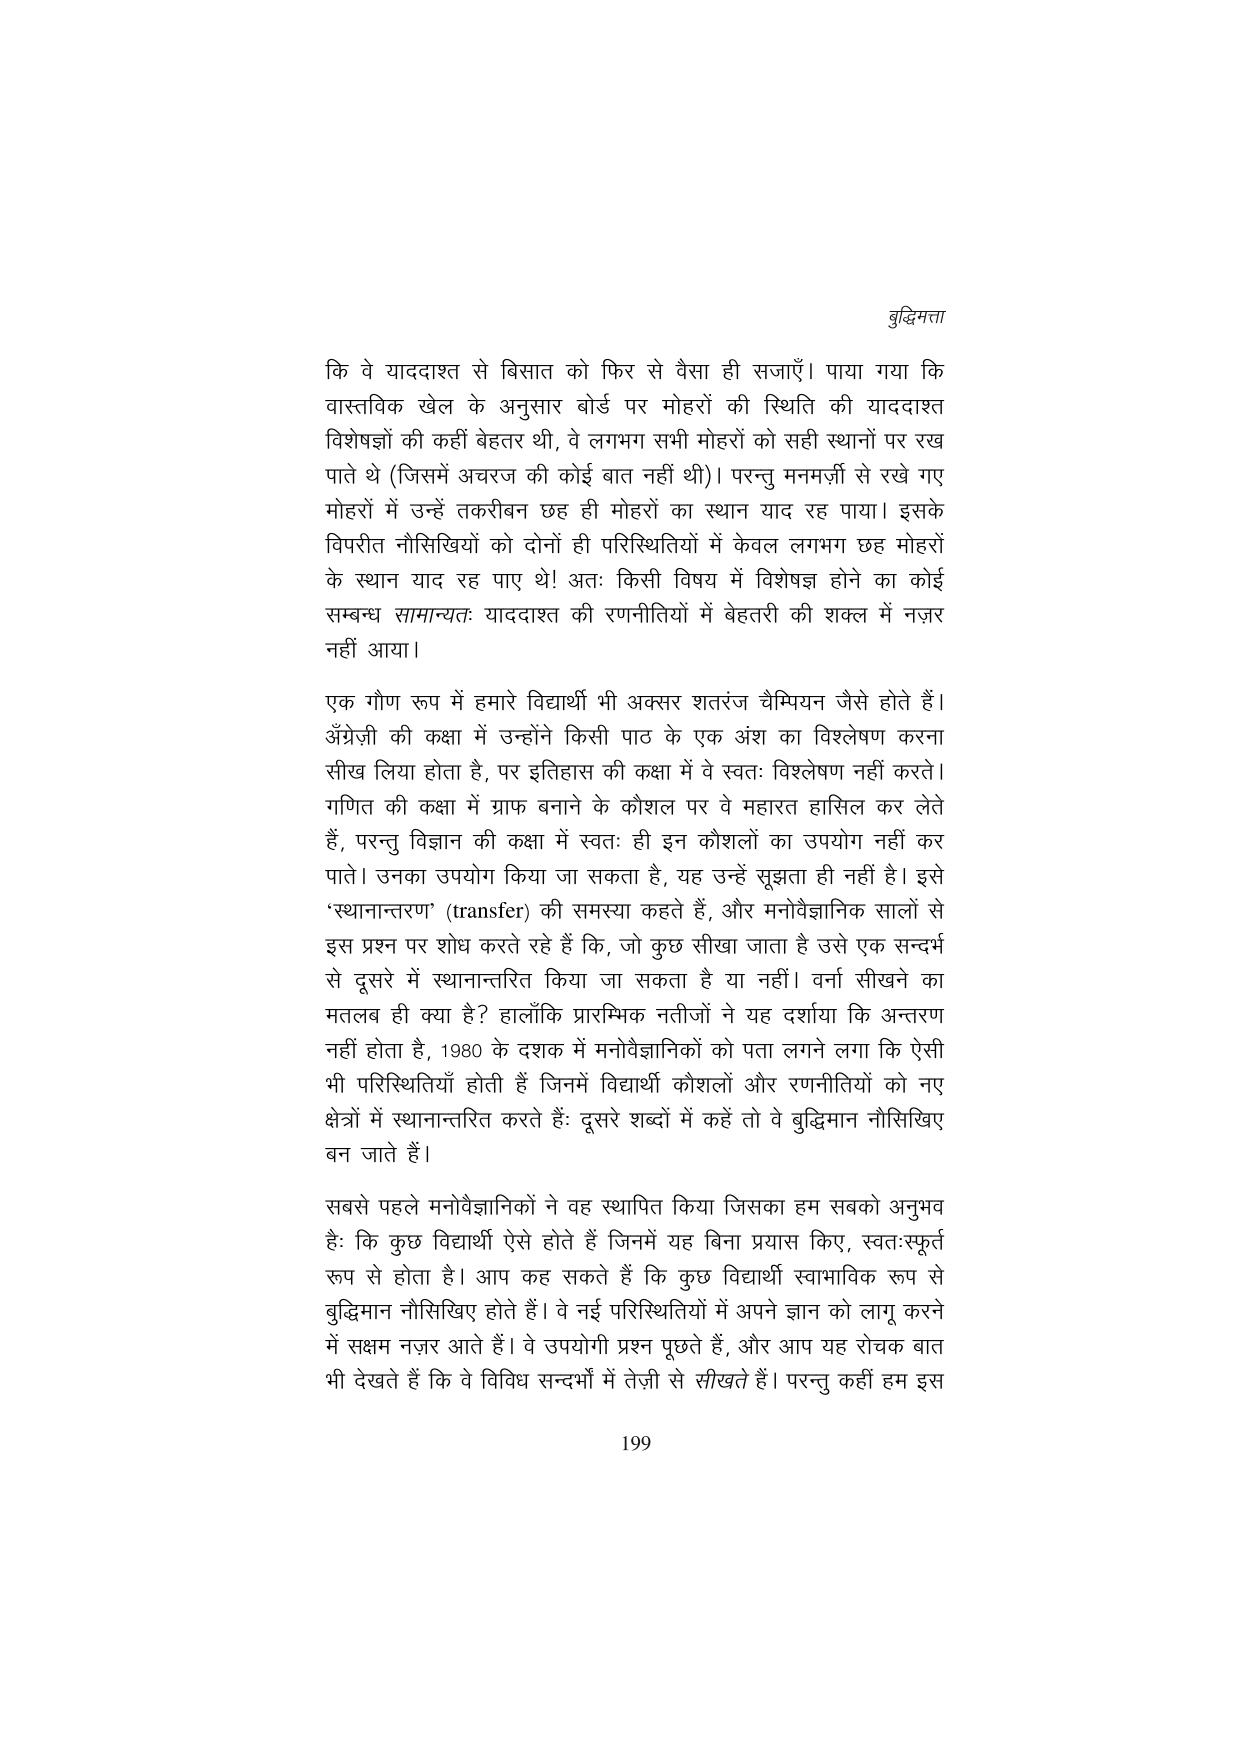 बुद्धिमत्ता
कि वे याददाश्त से बिसात को फिर से वैसा ही सजाएँ। पाया गया कि
वास्तविक खेल के अनुसार बोर्ड पर मोहरों की स्थिति की याददाश्त
विशेषज्ञों की कहीं बेहतर थी, वे लगभग सभी मोहरों को सही स्थानों पर रख
पाते थे (जिसमें अचरज की कोई बात नहीं थी)। परन्तु मनमर्ज़ी से रखे गए
मोहरों में उन्हें तकरीबन छह ही मोहरों का स्थान याद रह पाया। इसके
विपरीत नौसिखियों को दोनों ही परिस्थितियों में केवल लगभग छह मोहरों
के स्थान याद रह पाए थे! अतः किसी विषय में विशेषज्ञ होने का कोई
सम्बन्ध सामान्यतः याददाश्त की रणनीतियों में बेहतरी की शक्ल में नज़र
नहीं आया।
एक गौण रूप में हमारे विद्यार्थी भी अक्सर शतरंज चैम्पियन जैसे होते हैं।
अँग्रेज़ी की कक्षा में उन्होंने किसी पाठ के एक अंश का विश्लेषण करना
सीख लिया होता है, पर इतिहास की कक्षा में वे स्वतः विश्लेषण नहीं करते।
गणित की कक्षा में ग्राफ बनाने के कौशल पर वे महारत हासिल कर लेते
हैं, परन्तु विज्ञान की कक्षा में स्वतः ही इन कौशलों का उपयोग नहीं कर
पाते। उनका उपयोग किया जा सकता है, यह उन्हें सूझता ही नहीं है। इसे
‘स्थानान्तरण’ (transfer) की समस्या कहते हैं, और मनोवैज्ञानिक सालों से
इस प्रश्न पर शोध करते रहे हैं कि, जो कुछ सीखा जाता है उसे एक सन्दर्भ
से दूसरे में स्थानान्तरित किया जा सकता है या नहीं। वर्ना सीखने का
मतलब ही क्या है? हालाँकि प्रारम्भिक नतीजों ने यह दर्शाया कि अन्तरण
नहीं होता है, 1980 के दशक में मनोवैज्ञानिकों को पता लगने लगा कि ऐसी
भी परिस्थितियाँ होती हैं जिनमें विद्यार्थी कौशलों और रणनीतियों को नए
क्षेत्रों में स्थानान्तरित करते हैंः दूसरे शब्दों में कहें तो वे बुद्धिमान नौसिखिए
बन जाते हैं।
सबसे पहले मनोवैज्ञानिकों ने वह स्थापित किया जिसका हम सबको अनुभव
हैः कि कुछ विद्यार्थी ऐसे होते हैं जिनमें यह बिना प्रयास किए, स्वतःस्फूर्त
रूप से होता है। आप कह सकते हैं कि कुछ विद्यार्थी स्वाभाविक रूप से
बुद्धिमान नौसिखिए होते हैं। वे नई परिस्थितियों में अपने ज्ञान को लागू करने
में सक्षम नज़र आते हैं। वे उपयोगी प्रश्न पूछते हैं, और आप यह रोचक बात
भी देखते हैं कि वे विविध सन्दर्भों में तेज़ी से सीखते हैं। परन्तु कहीं हम इस
199